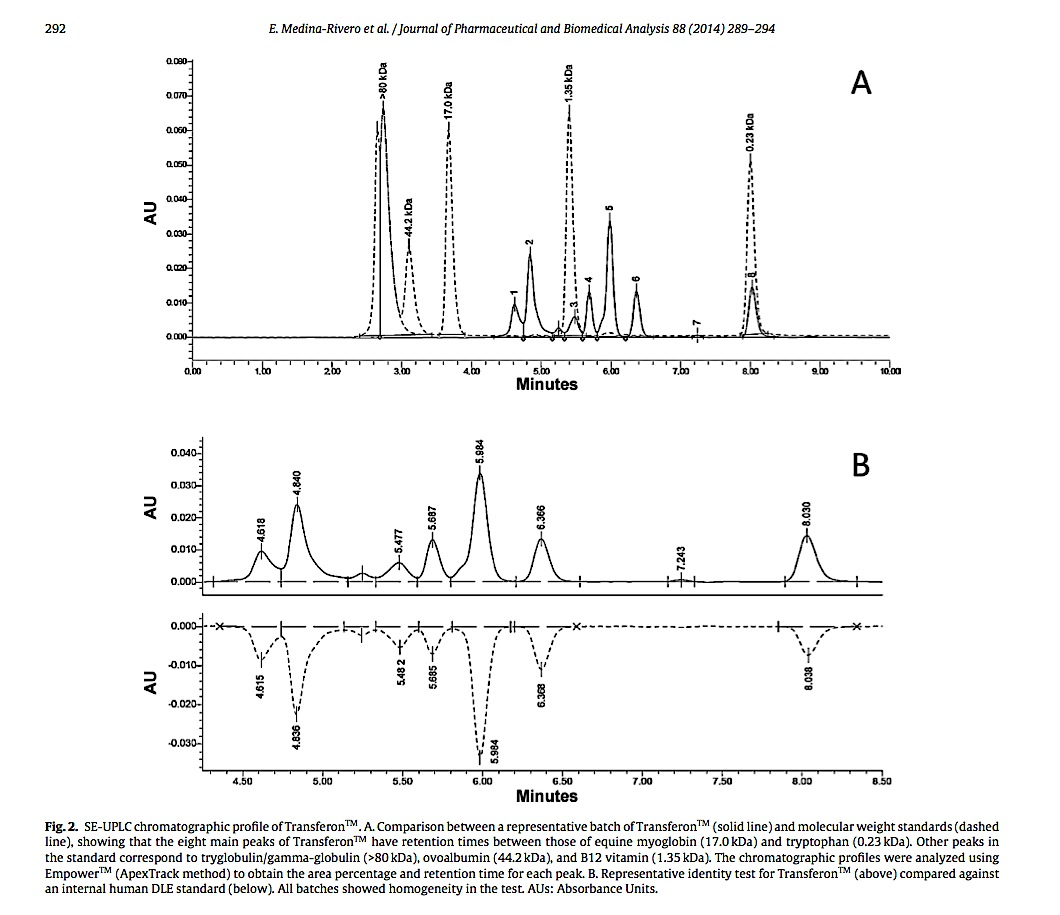 292
E. Medina-Rivero et al. / Journal of Pharmaceutical and Biomedical Analysis 88 (2014) 289–294
A
0.080
0.070
0.060
0.050
0.040
0.030
0.020
0.010
0.000
AU
>80 kDa
44.2 kDa
17.0 kDa
1
2
1.35 kDa
3
4
5
6
7
0.23 kDa
8
0.00 1.00 2.00 3.00 4.00 5.00 6.00 7.00 8.00 9.00 10.00
Minutes
B
0.040
0.030
0.020
0.010
0.000
AU
4.618
4.840
5.477
5.687
5.984
6.366
7.243
8.030
0.000
-0.010
-0.020
-0.030
AU
4.615
4.836
5.482
5.685
5.984
6.368
8.038
4.50 5.00 5.50 6.00 6.50 7.00 7.50 8.00 8.50
Minutes
Fig. 2. SE-UPLC chromatographic profile of Transferon™. A. Comparison between a representative batch of Transferon™ (solid line) and molecular weight standards (dashed
line), showing that the eight main peaks of Transferon™ have retention times between those of equine myoglobin (17.0 kDa) and tryptophan (0.23 kDa). Other peaks in
the standard correspond to tryglobulin/gamma-globulin (>80 kDa), ovoalbumin (44.2 kDa), and B12 vitamin (1.35 kDa). The chromatographic profiles were analyzed using
Empower™ (ApexTrack method) to obtain the area percentage and retention time for each peak. B. Representative identity test for Transferon™ (above) compared against
an internal human DLE standard (below). All batches showed homogeneity in the test. AUs: Absorbance Units.